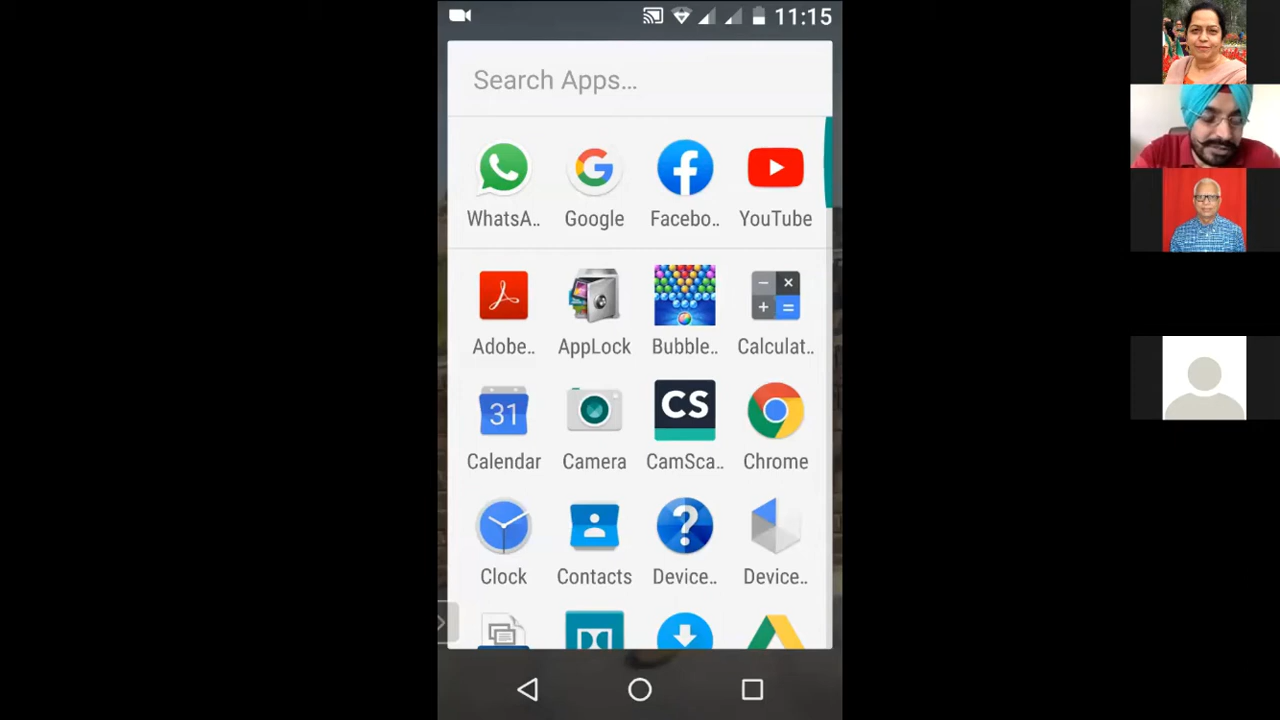 11:15
Search Apps...
WhatsA.. Google Facebo.. YouTube
Adobe.. AppLock Bubble.. Calculat..
31 CS
Calendar Camera CamSca.. Chrome
Clock Contacts Device.. Device..